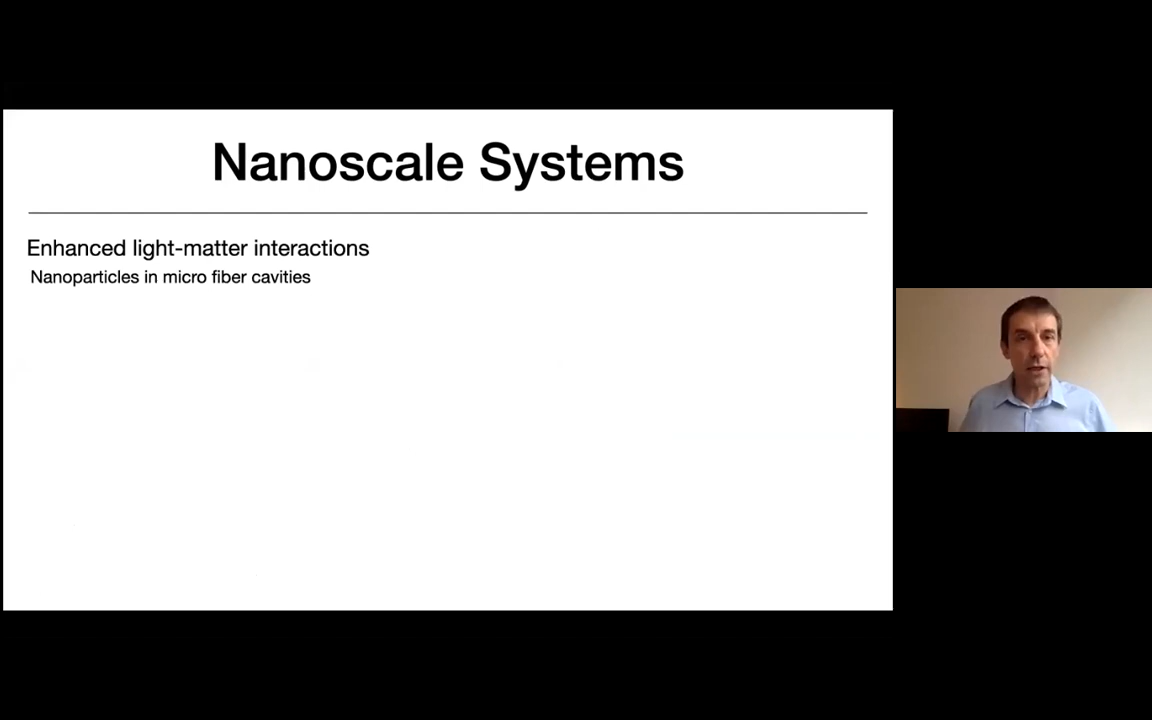 Nanoscale Systems
Enhanced light-matter interactions
Nanoparticles in micro fiber cavities